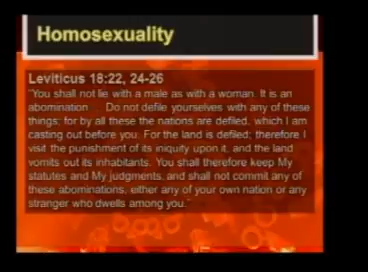 Homosexuality
Leviticus 18:22, 24-26
"You shall not lie with a male as with a woman. It is an
abomination... Do not defile yourselves with any of these
things; for by all these the nations are defiled, which I am
casting out before you. For the land is defiled; therefore I
visit the punishment of its iniquity upon it, and the land
vomits out its inhabitants. You shall therefore keep My
statutes and My judgments, and shall not commit any of
these abominations, either any of your own nation or any
stranger who dwells among you."